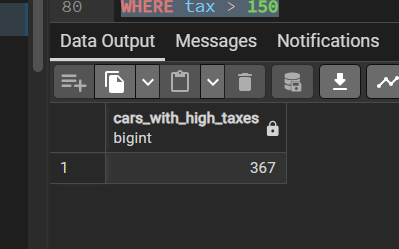 80 WHERE tax > 150
Data Output Messages Notifications
cars_with_high_taxes
bigint
1 367